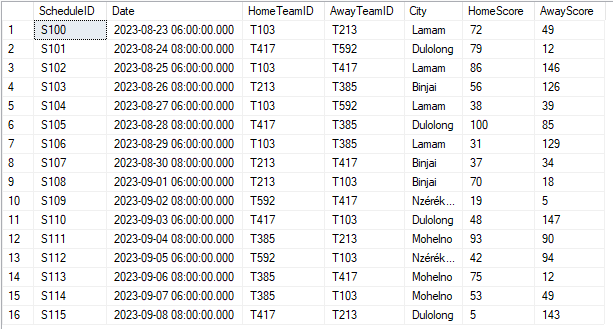 ScheduleID Date HomeTeamID AwayTeamID City HomeScore AwayScore
1 S100 2023-08-23 06:00:00.000 T103 T213 Lamam 72 49
2 S101 2023-08-24 08:00:00.000 T417 T592 Dulolong 79 12
3 S102 2023-08-25 08:00:00.000 T103 T417 Lamam 86 146
4 S103 2023-08-26 08:00:00.000 T213 T385 Binjai 56 126
5 S104 2023-08-27 08:00:00.000 T103 T592 Lamam 38 39
6 S105 2023-08-28 08:00:00.000 T417 T385 Dulolong 100 85
7 S106 2023-08-29 06:00:00.000 T103 T385 Lamam 31 129
8 S107 2023-08-30 08:00:00.000 T213 T417 Binjai 37 34
9 S108 2023-09-01 06:00:00.000 T213 T103 Binjai 70 18
10 S109 2023-09-02 08:00:00.000 T592 T417 Nzérék... 19 5
11 S110 2023-09-03 06:00:00.000 T417 T103 Dulolong 48 147
12 S111 2023-09-04 08:00:00.000 T385 T213 Mohelno 93 90
13 S112 2023-09-05 06:00:00.000 T592 T103 Nzérék... 42 94
14 S113 2023-09-06 08:00:00.000 T385 T417 Mohelno 75 12
15 S114 2023-09-07 06:00:00.000 T385 T103 Mohelno 53 49
16 S115 2023-09-08 08:00:00.000 T417 T213 Dulolong 5 143